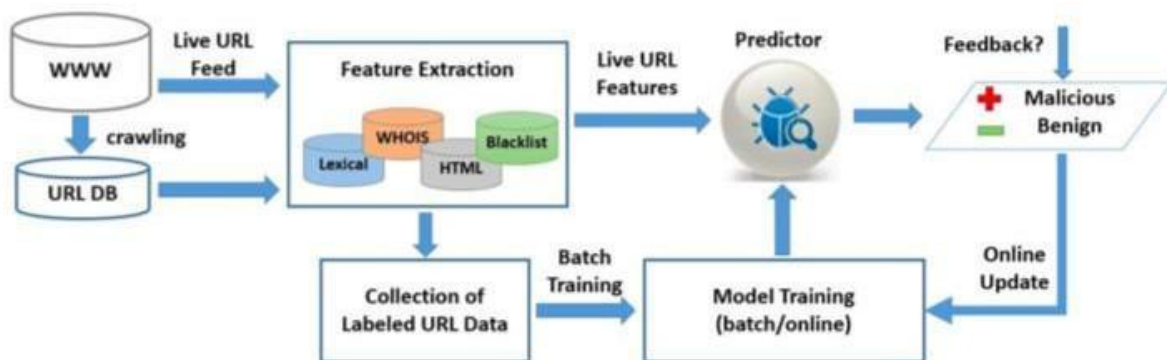 WWW
Live URL
Feed
crawling
URL DB
Feature Extraction
Lexical
WHOIS
HTML
Blacklist
Live URL
Features
Predictor
Feedback?
Malicious
Benign
Collection of
Labeled URL Data
Batch
Training
Model Training
(batch/online)
Online
Update